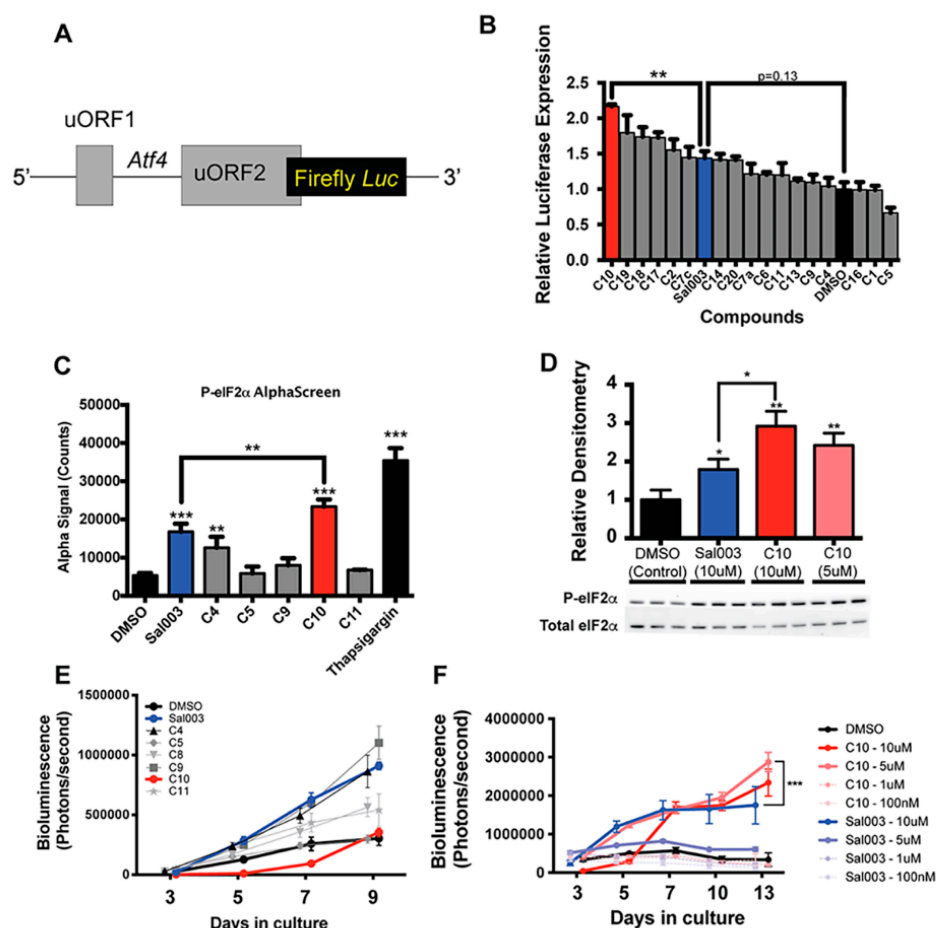 A
uORF1
Atf4
5'
uORF2
Firefly Luc
3'
B
Relative Luciferase Expression
2.5
2.0
1.5
1.0
0.5
0.0
**
p=0.13
C10
C19
C18
C17
C2
C7c
Sal003
C14
C20
C7a
C6
C11
C13
C9
C4
DMSO
C16
C1
C5
Compounds
C
P-eIF2α AlphaScreen
Alpha Signal (Counts)
50000
40000
30000
20000
10000
0
***
**
**
***
***
DMSO
Sal003
C4
C5
C9
C10
C11
Thapsigargin
D
Relative Densitometry
4
3
2
1
0
*
*
**
**
DMSO Sal003 C10 C10
(Control) (10uM) (10uM) (5uM)
P-eIF2α
Total eIF2α
E
Bioluminescence
(Photons/second)
1500000
1000000
500000
0
DMSO
Sal003
C4
C5
C8
C9
C10
C11
3 5 7 9
Days in culture
F
Bioluminescence
(Photons/second)
4000000
3000000
2000000
1000000
0
***
3 5 7 10 13
Days in culture
DMSO
C10 - 10uM
C10 - 5uM
C10 - 1uM
C10 - 100nM
Sal003 - 10uM
Sal003 - 5uM
Sal003 - 1uM
Sal003 - 100nM